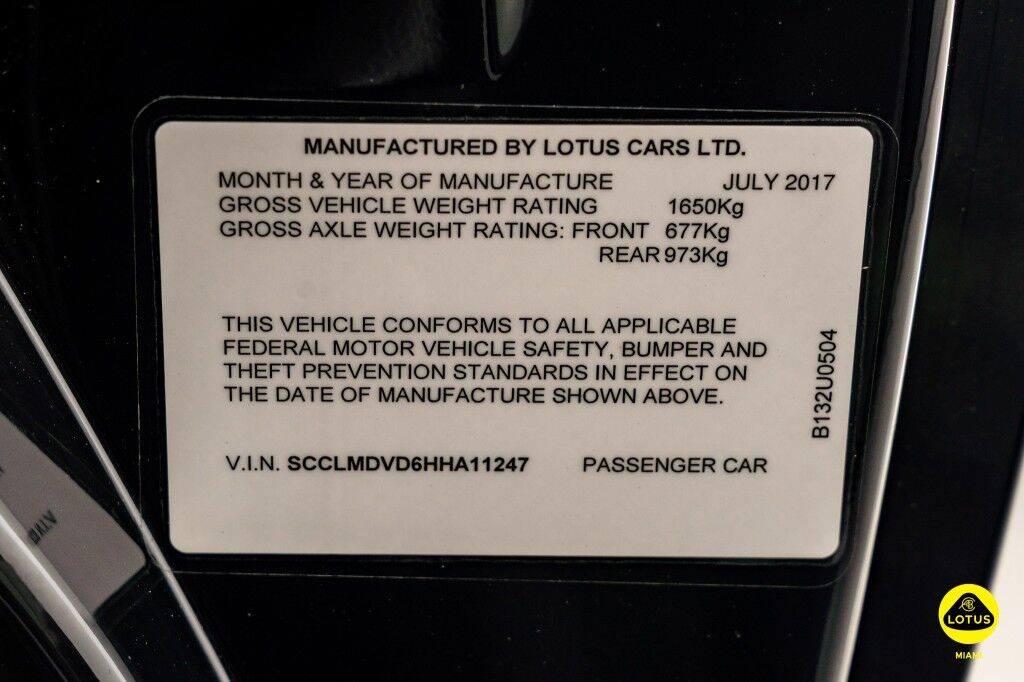 MANUFACTURED BY LOTUS CARS LTD.
MONTH & YEAR OF MANUFACTURE JULY 2017
GROSS VEHICLE WEIGHT RATING 1650Kg
GROSS AXLE WEIGHT RATING: FRONT 677Kg
REAR 973Kg
THIS VEHICLE CONFORMS TO ALL APPLICABLE
FEDERAL MOTOR VEHICLE SAFETY, BUMPER AND
THEFT PREVENTION STANDARDS IN EFFECT ON
THE DATE OF MANUFACTURE SHOWN ABOVE.
B132U0504
V.I.N. SCCLMDVD6HHA11247 PASSENGER CAR
LOTUS
MIAMI